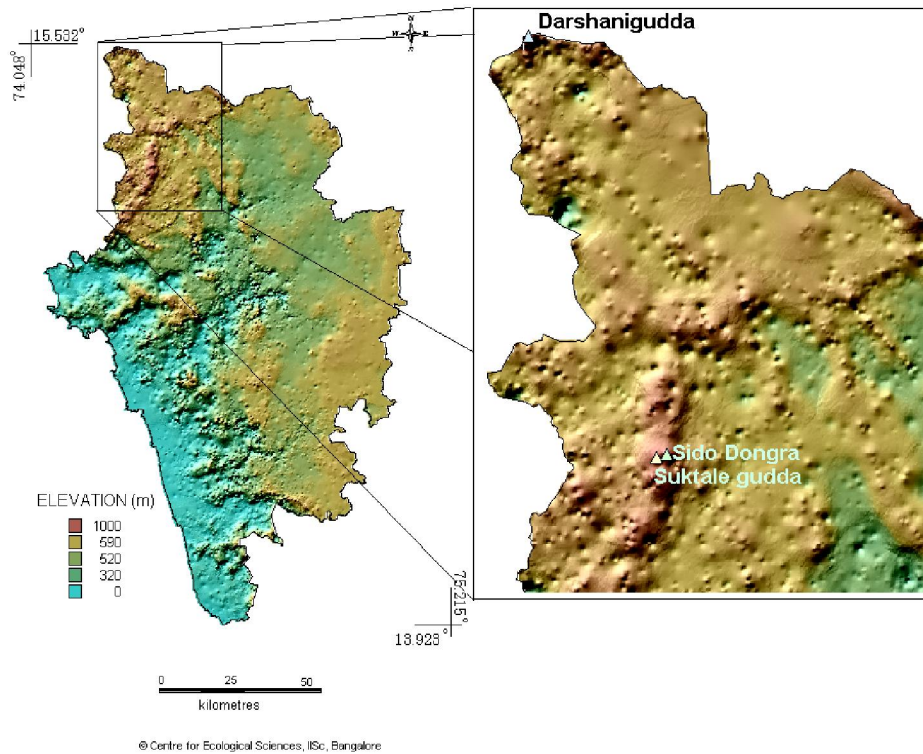 Darshanigudda
15.532°
74.048°
N
W E
S
Sido Dongra
Suktale gudda
ELEVATION (m)
1000
590
520
320
0
75.215°
13.928°
0 25 50
kilometres
© Centre for Ecological Sciences, IISc, Bangalore